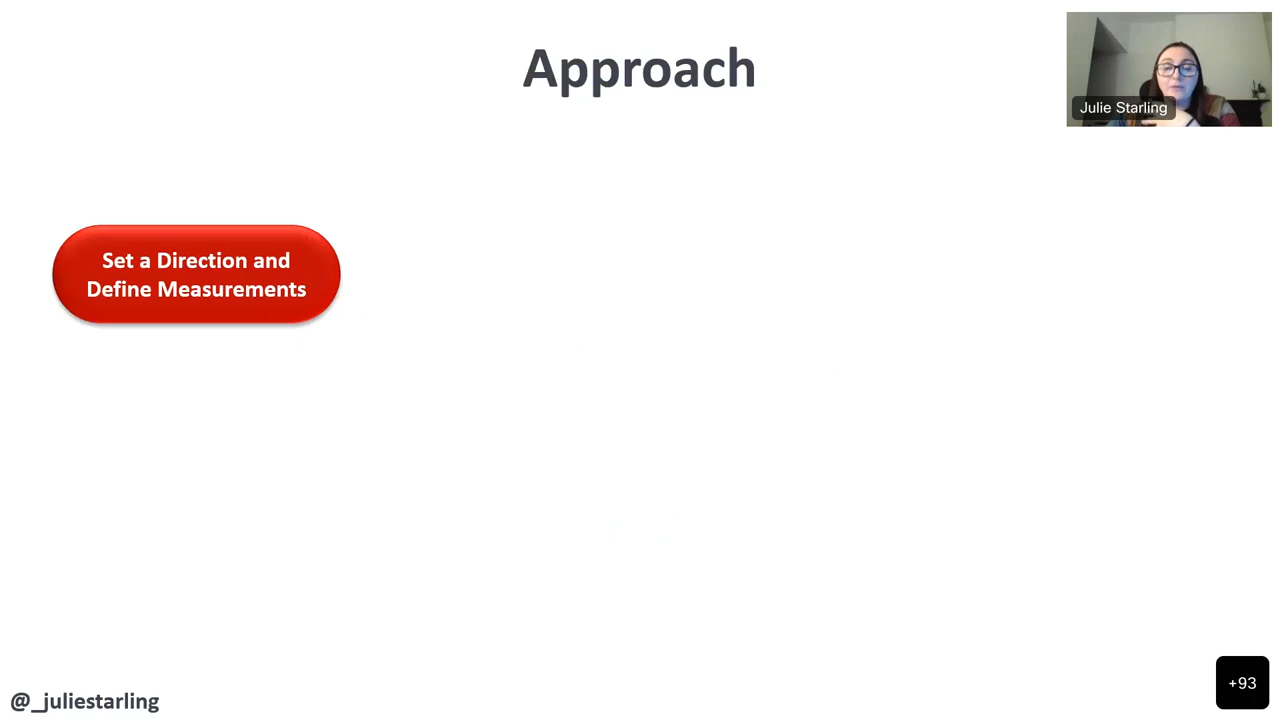 Approach
Julie Starling
Set a Direction and
Define Measurements
@_juliestarling
+93